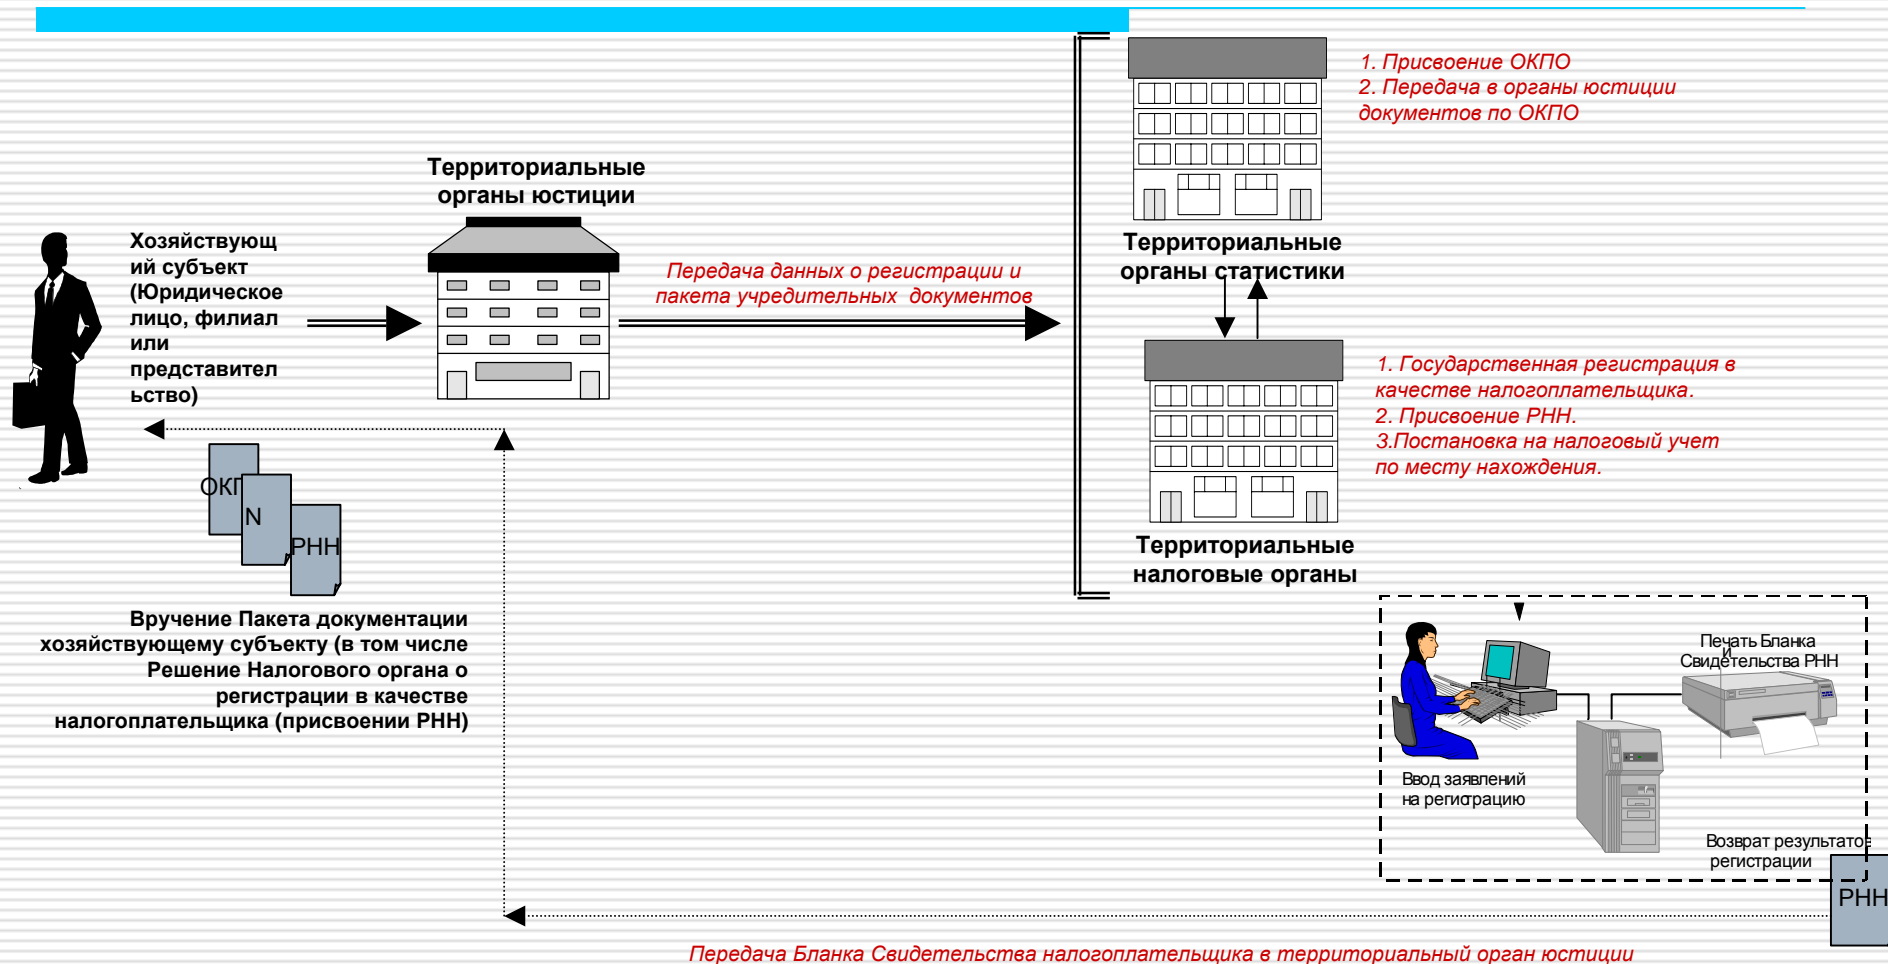 1. Присвоение ОКПО
2. Передача в органы юстиции
документов по ОКПО
Территориальные
органы юстиции
Хозяйствующ
ий субъект
(Юридическое
лицо, филиал
или
представител
ьство)
Передача данных о регистрации и
пакета учредительных документов
Территориальные
органы статистики
1. Государственная регистрация в
качестве налогоплательщика.
2. Присвоение РНН.
3.Постановка на налоговый учет
по месту нахождения.
Территориальные
налоговые органы
N
РНН
Вручение Пакета документации
хозяйствующему субъекту (в том числе
Решение Налогового органа о
регистрации в качестве
налогоплательщика (присвоении РНН)
Печать Бланка
и
Свидетельства РНН
Ввод заявлений
на регистрацию
Возврат результатов
регистрации
РНН
Передача Бланка Свидетельства налогоплательщика в территориальный орган юстиции